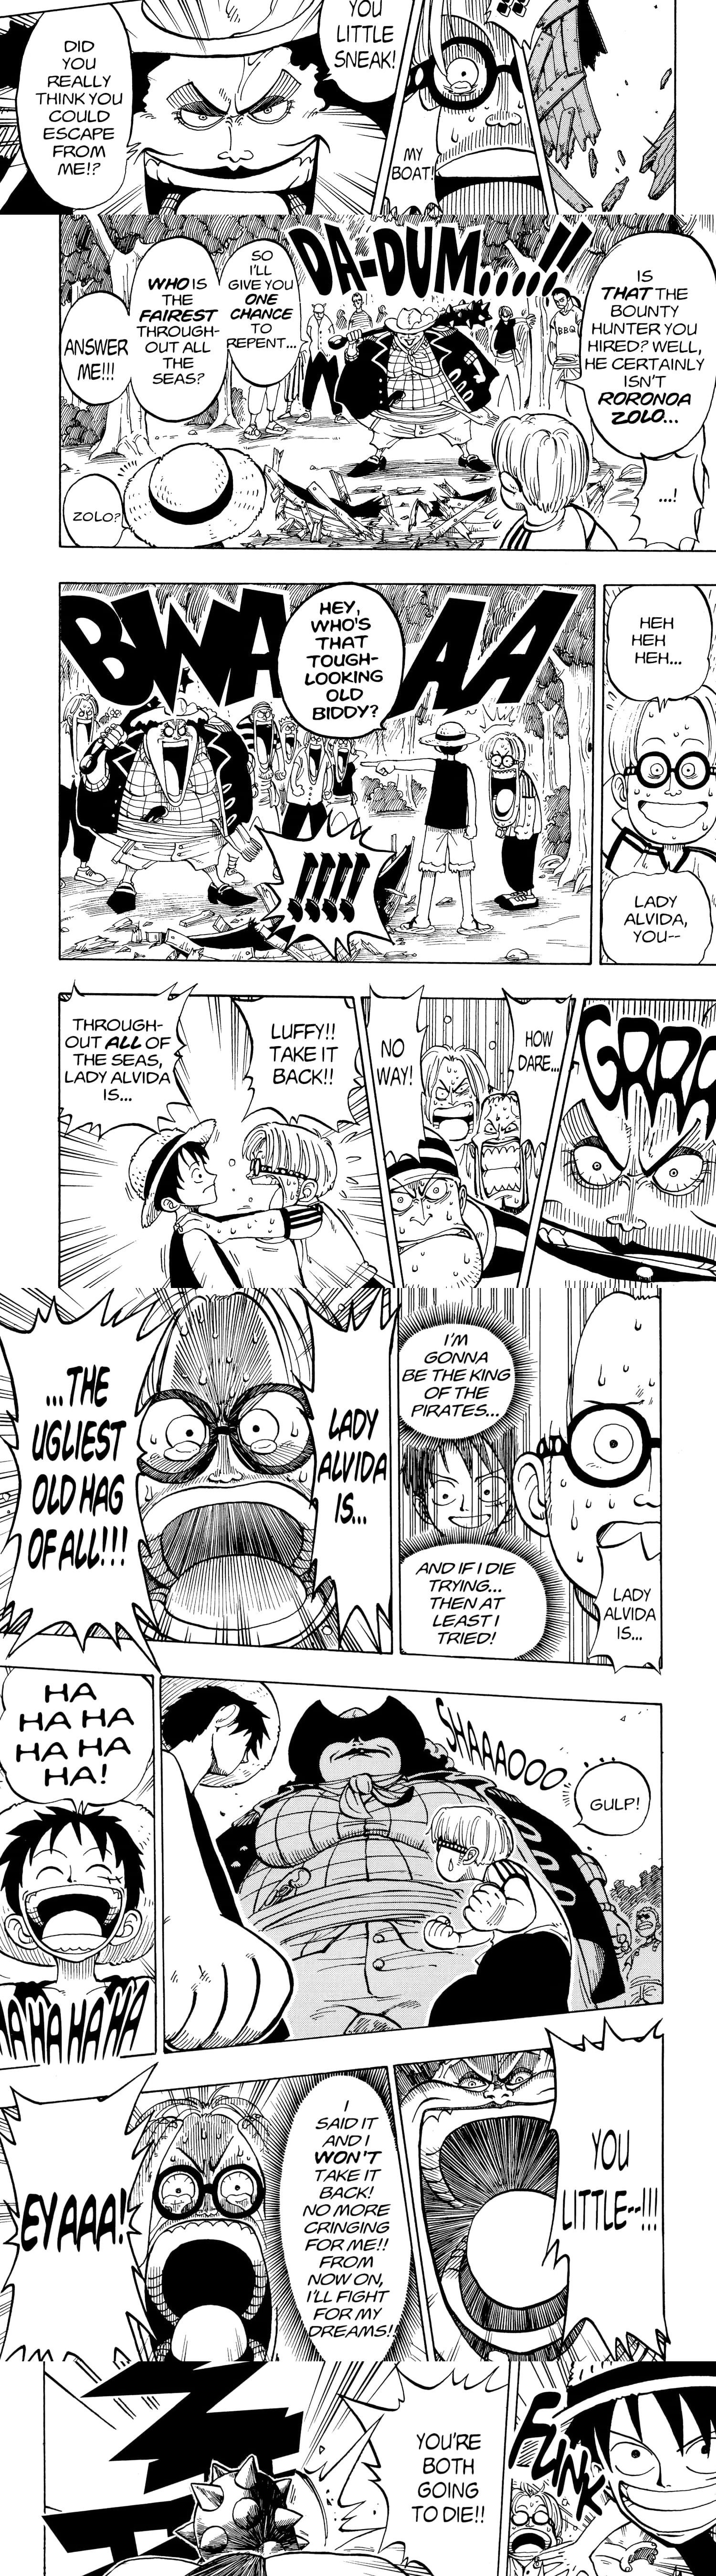 YOU
LITTLE
SNEAK!
MY
BOAT!
DID
YOU
REALLY
THINK YOU
COULD
ESCAPE
FROM
ME!?
IS
THAT THE
BOUNTY
HUNTER YOU
HIRED? WELL,
HE CERTAINLY
ISN'T
RORONOA
ZOLO...
...!
DA-DUM.....!!
BBQ
SO
I'LL
GIVE YOU
ONE
CHANCE
TO
REPENT...
WHO IS
THE
FAIREST
THROUGH-
OUT ALL
THE
SEAS?
ANSWER
ME!!!
ZOLO?
HEH
HEH
HEH...
LADY
ALVIDA,
YOU--
HEY,
WHO'S
THAT
TOUGH-
LOOKING
OLD
BIDDY?
BWA
AA
!!!!
GRRR
HOW
DARE...
NO
WAY!
LUFFY!!
TAKE IT
BACK!!
THROUGH-
OUT ALL OF
THE SEAS,
LADY ALVIDA
IS...
I'M
GONNA
BE THE KING
OF THE
PIRATES...
AND IF I DIE
TRYING...
THEN AT
LEAST I
TRIED!
LADY
ALVIDA
IS...
LADY
ALVIDA
IS...
...THE
UGLIEST
OLD HAG
OF ALL!!!
SHAAAOOO
GULP!
HA
HA HA
HA HA
HA!
HA HA HA HA
YOU
LITTLE--!!!
I
SAID IT
AND I
WON'T
TAKE IT
BACK!
NO MORE
CRINGING
FOR ME!!
FROM
NOW ON,
I'LL FIGHT
FOR MY
DREAMS!!
EYAAA!
FUNK
YOU'RE
BOTH
GOING
TO DIE!!